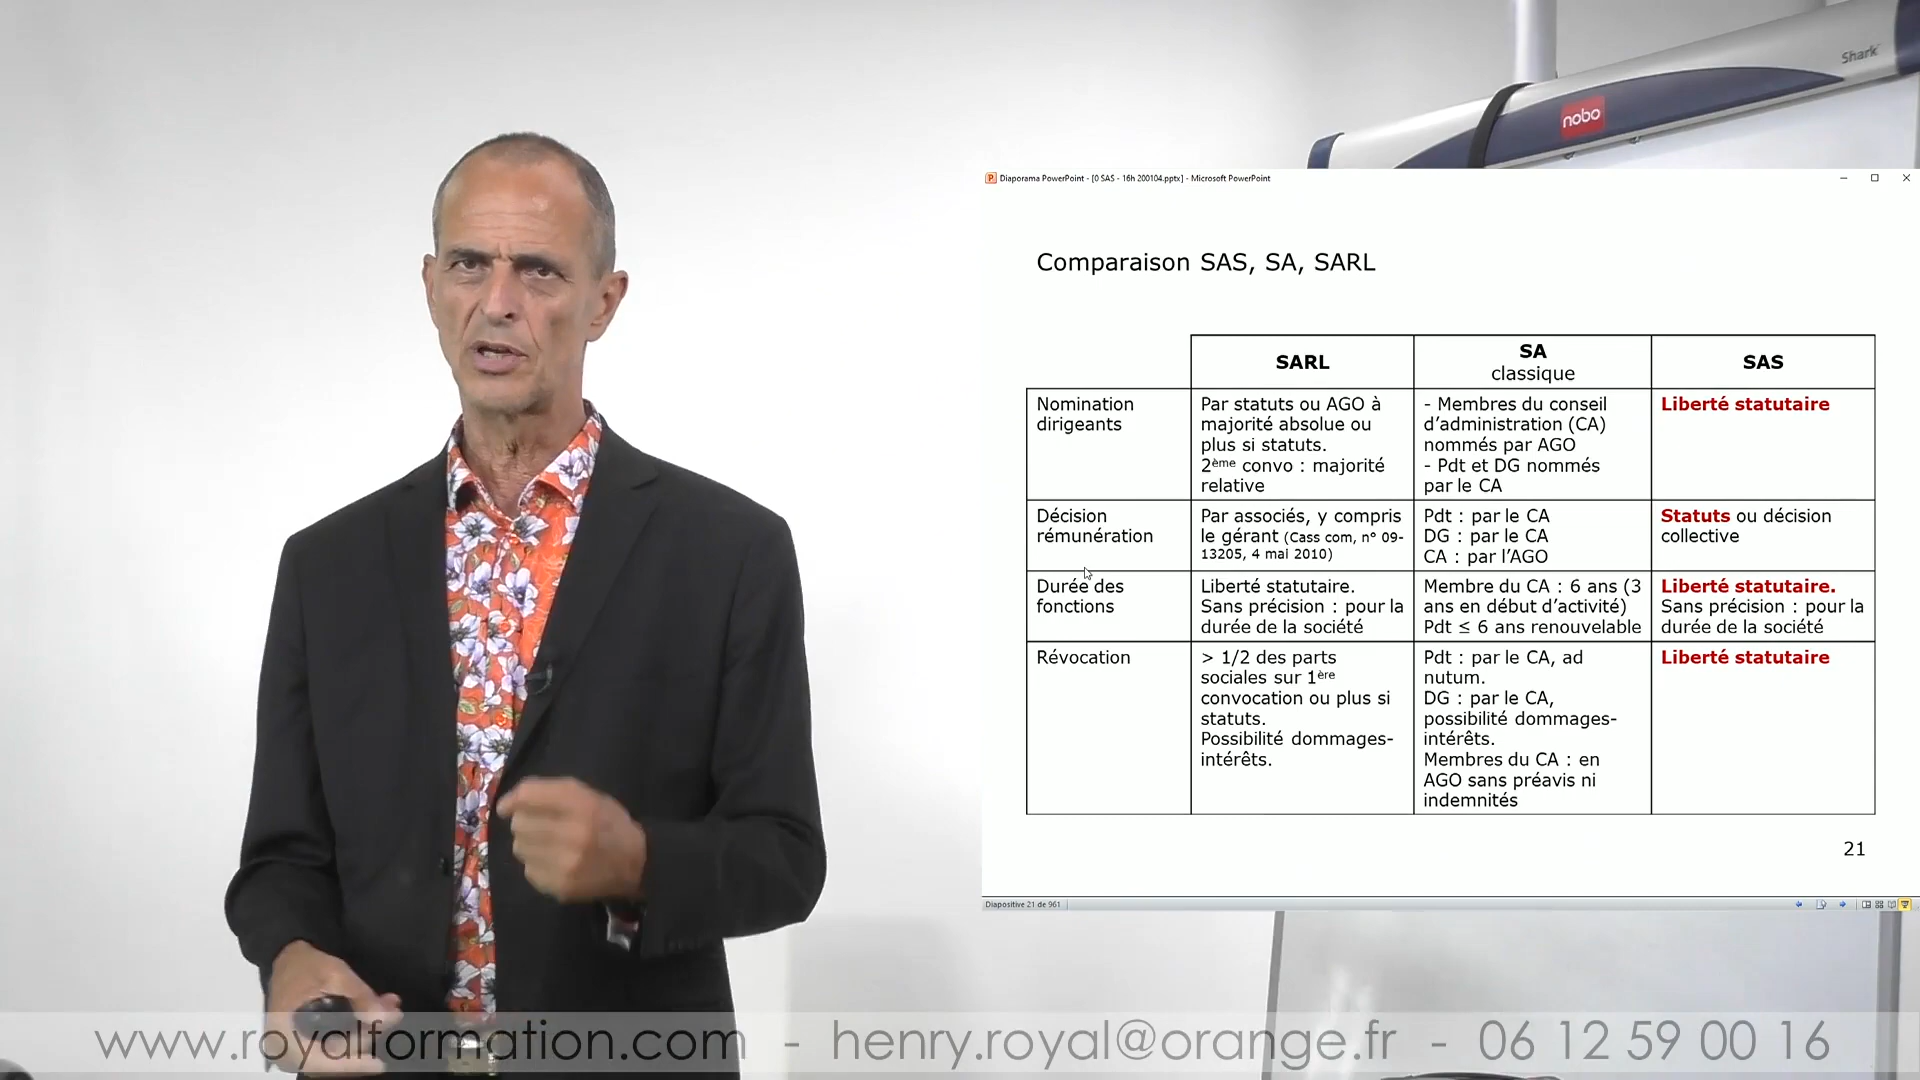 Shark
nobo
Diaporama PowerPoint - [0 SAS - 16h 200104.pptx] - Microsoft PowerPoint
Comparaison SAS, SA, SARL
SARL
SA
classique
SAS
Nomination
dirigeants
Par statuts ou AGO à
majorité absolue ou
plus si statuts.
2ème convo : majorité
relative
- Membres du conseil
d’administration (CA)
nommés par AGO
- Pdt et DG nommés
par le CA
Liberté statutaire
Décision
rémunération
Par associés, y compris
le gérant (Cass com, n° 09-
13205, 4 mai 2010)
Pdt : par le CA
DG : par le CA
CA : par l’AGO
Statuts ou décision
collective
Durée des
fonctions
Liberté statutaire.
Sans précision : pour la
durée de la société
Membre du CA : 6 ans (3
ans en début d’activité)
Pdt ≤ 6 ans renouvelable
Liberté statutaire.
Sans précision : pour la
durée de la société
Révocation
> 1/2 des parts
sociales sur 1ère
convocation ou plus si
statuts.
Possibilité dommages-
intérêts.
Pdt : par le CA, ad
nutum.
DG : par le CA,
possibilité dommages-
intérêts.
Membres du CA : en
AGO sans préavis ni
indemnités
Liberté statutaire
21
Diapositive 21 de 961
www.royalformation.com - henry.royal@orange.fr - 06 12 59 00 16